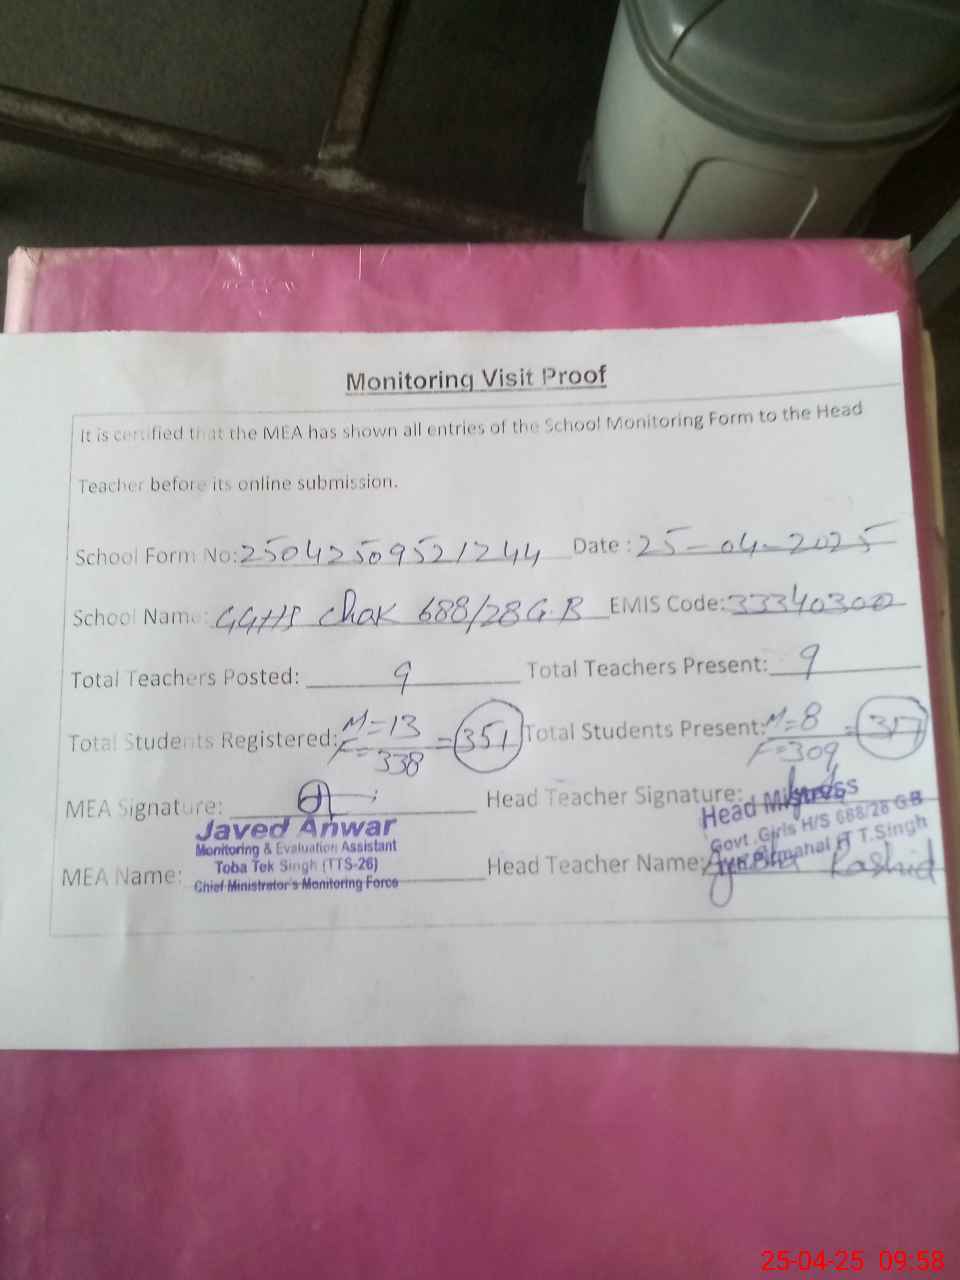 Monitoring Visit Proof
It is certified that the MEA has shown all entries of the School Monitoring Form to the Head
Teacher before its online submission.
School Form No: 25042509521244 Date : 25-04-2025
School Name: GGHS Chak 688/28 G.B EMIS Code: 33340300
Total Teachers Posted: 9 Total Teachers Present: 9
Total Students Registered: M=13 F=338 = 351 Total Students Present: M=8 F=309 = 317
MEA Signature: Head Teacher Signature:
Javed Anwar
Monitoring & Evaluation Assistant
Toba Tek Singh (TTS-26)
Chief Ministrator's Monitoring Force
MEA Name:
Head Mistress
Govt. Girls H/S 688/28 GB
Pirmahal T.Singh
Head Teacher Name: Rashid
25-04-25 09:58